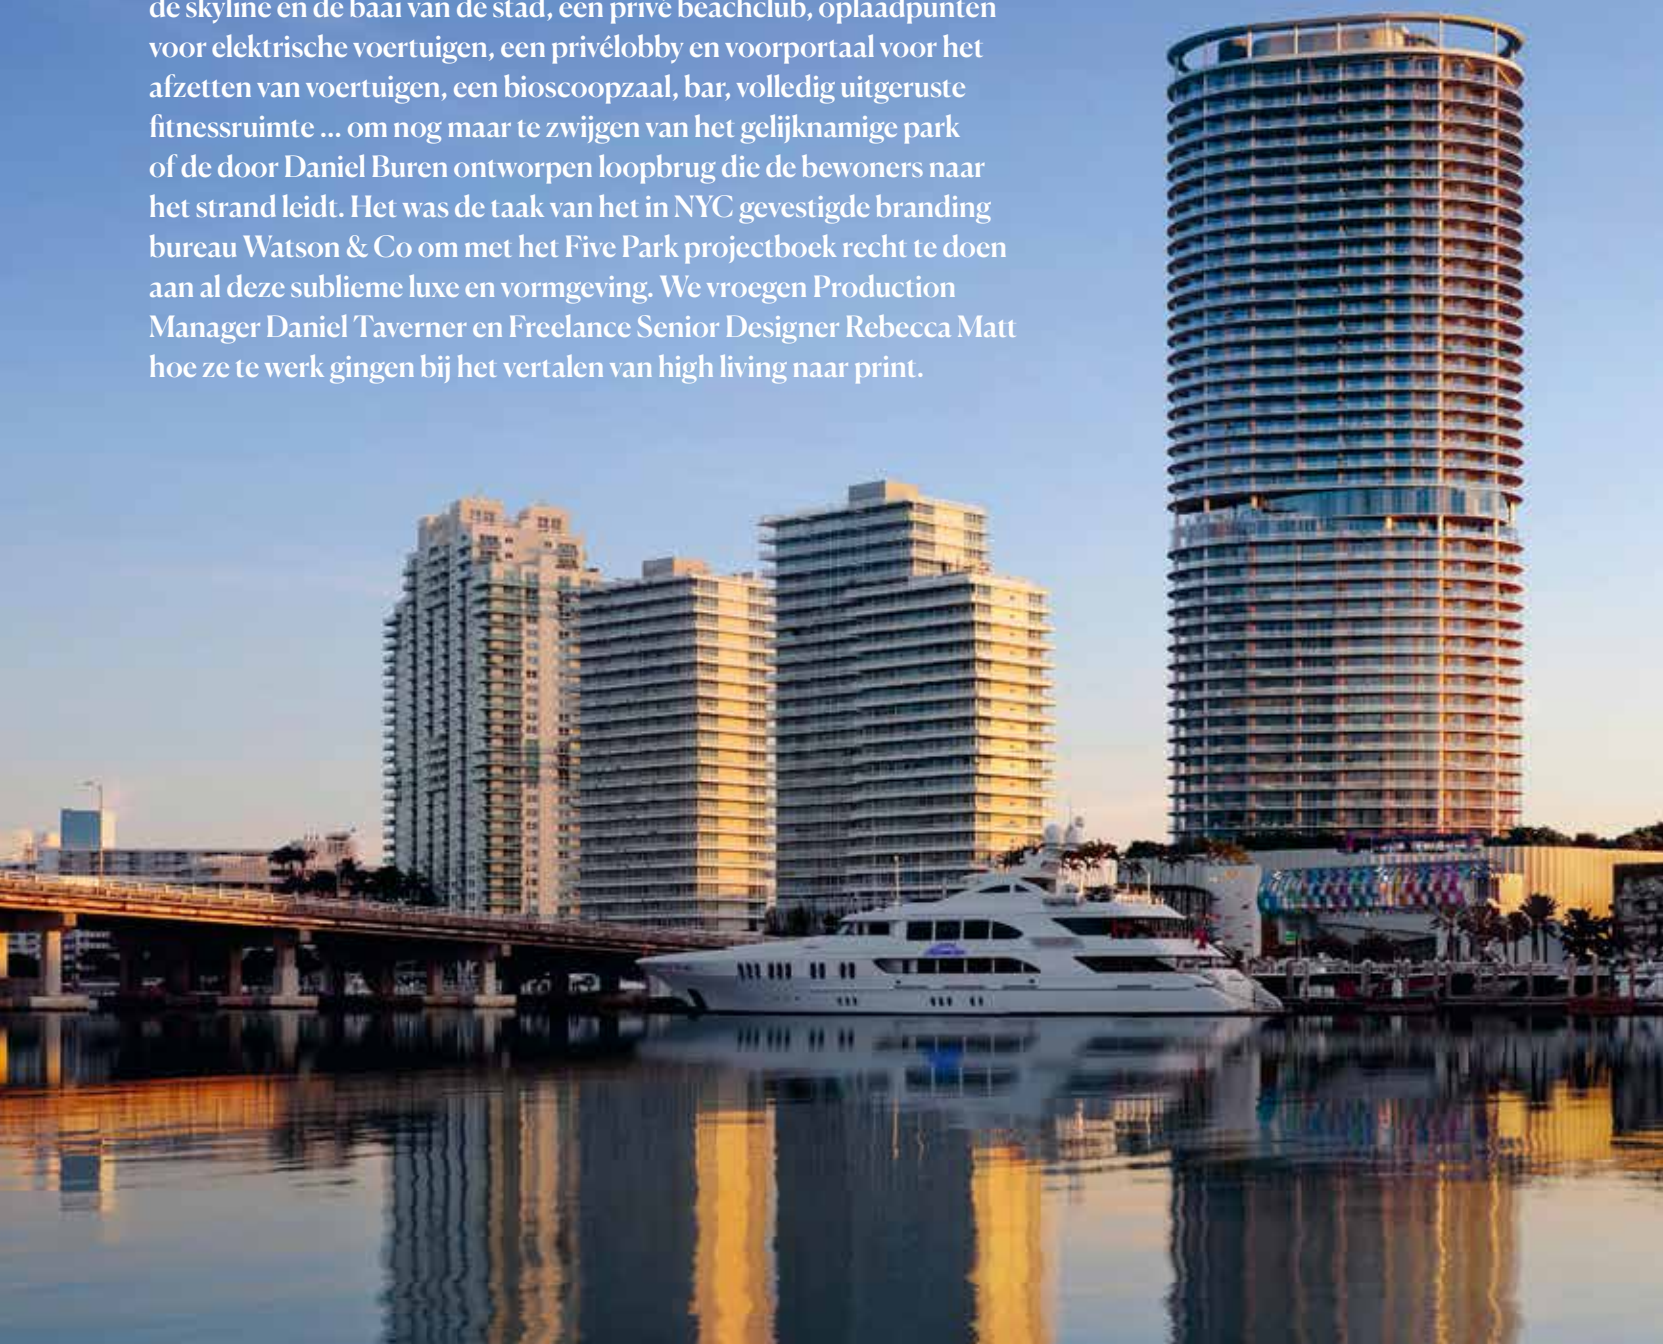 de skyline en de baai van de stad, een privé beachclub, oplaadpunten
voor elektrische voertuigen, een privélobby en voorportaal voor het
afzetten van voertuigen, een bioscoopzaal, bar, volledig uitgeruste
fitnessruimte ... om nog maar te zwijgen van het gelijknamige park
of de door Daniel Buren ontworpen loopbrug die de bewoners naar
het strand leidt. Het was de taak van het in NYC gevestigde branding
bureau Watson & Co om met het Five Park projectboek recht te doen
aan al deze sublieme luxe en vormgeving. We vroegen Production
Manager Daniel Taverner en Freelance Senior Designer Rebecca Matt
hoe ze te werk gingen bij het vertalen van high living naar print.